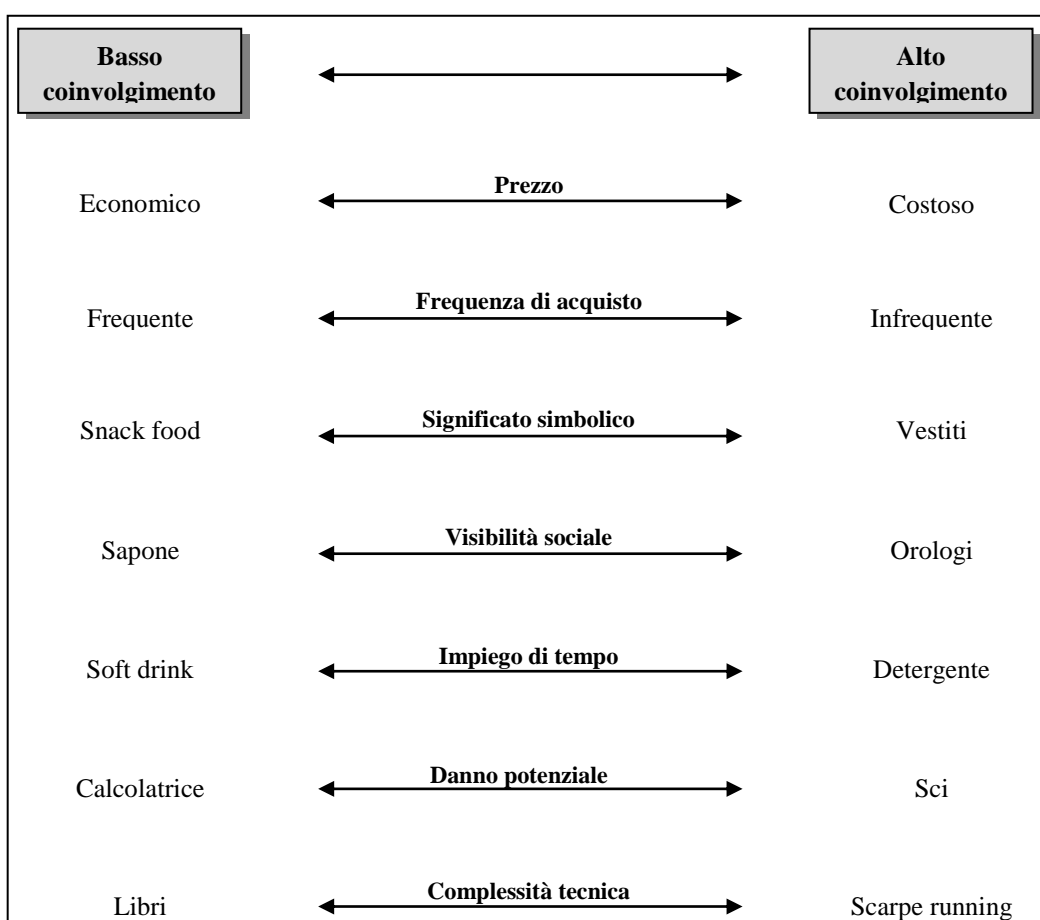 Basso
coinvolgimento
Alto
coinvolgimento
Economico
Prezzo
Costoso
Frequente
Frequenza di acquisto
Infrequente
Snack food
Significato simbolico
Vestiti
Sapone
Visibilità sociale
Orologi
Soft drink
Impiego di tempo
Detergente
Calcolatrice
Danno potenziale
Sci
Libri
Complessità tecnica
Scarpe running